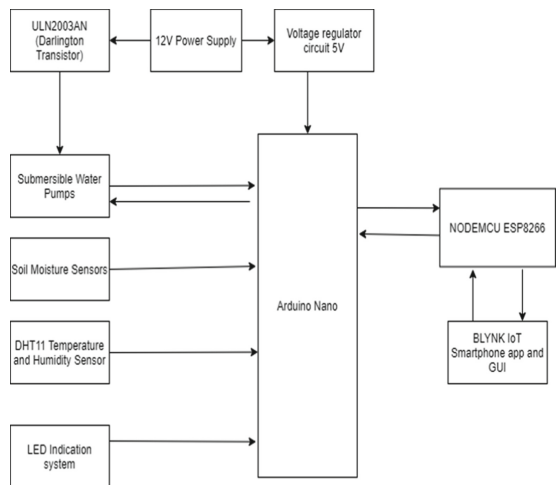 ULN2003AN
(Darlington
Transistor)
12V Power Supply
Voltage regulator
circuit 5V
Submersible Water
Pumps
NODEMCU ESP8266
Soil Moisture Sensors
Arduino Nano
DHT11 Temperature
and Humidity Sensor
BLYNK IoT
Smartphone app and
GUI
LED Indication
system